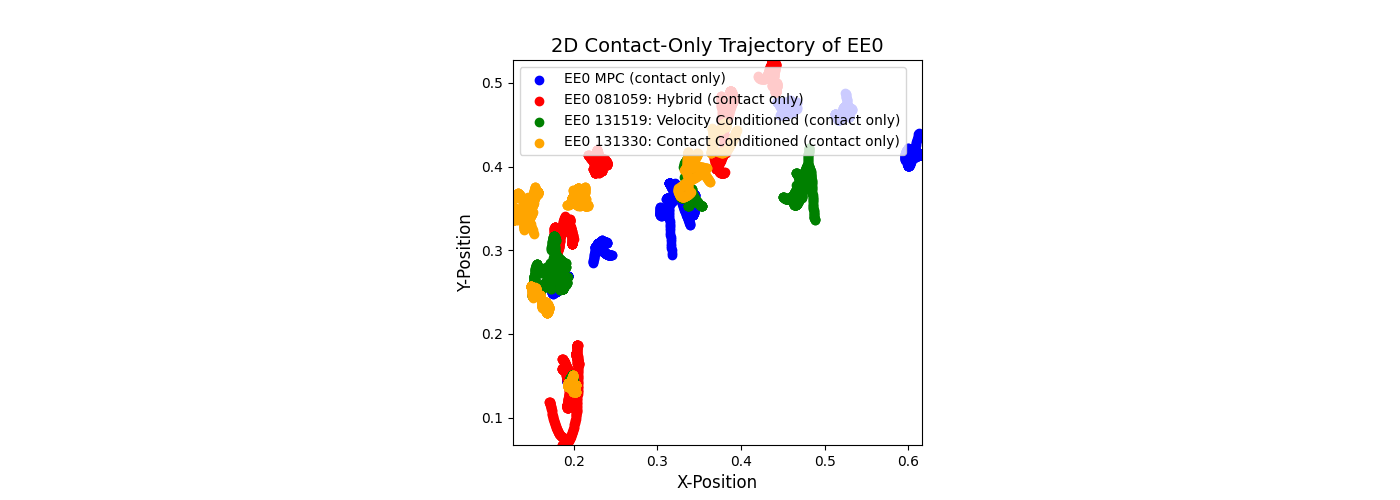 2D Contact-Only Trajectory of EE0
EE0 MPC (contact only)
EE0 081059: Hybrid (contact only)
EE0 131519: Velocity Conditioned (contact only)
EE0 131330: Contact Conditioned (contact only)
Y-Position
0.5
0.4
0.3
0.2
0.1
0.2 0.3 0.4 0.5 0.6
X-Position